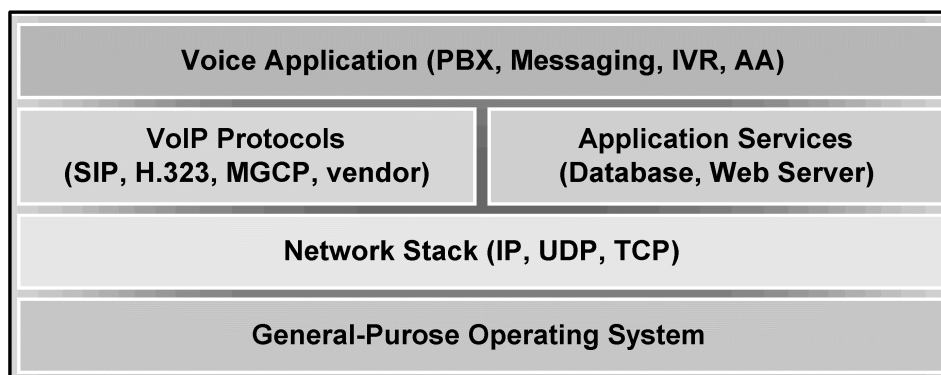 Voice Application (PBX, Messaging, IVR, AA)
VoIP Protocols
(SIP, H.323, MGCP, vendor)
Application Services
(Database, Web Server)
Network Stack (IP, UDP, TCP)
General-Purose Operating System